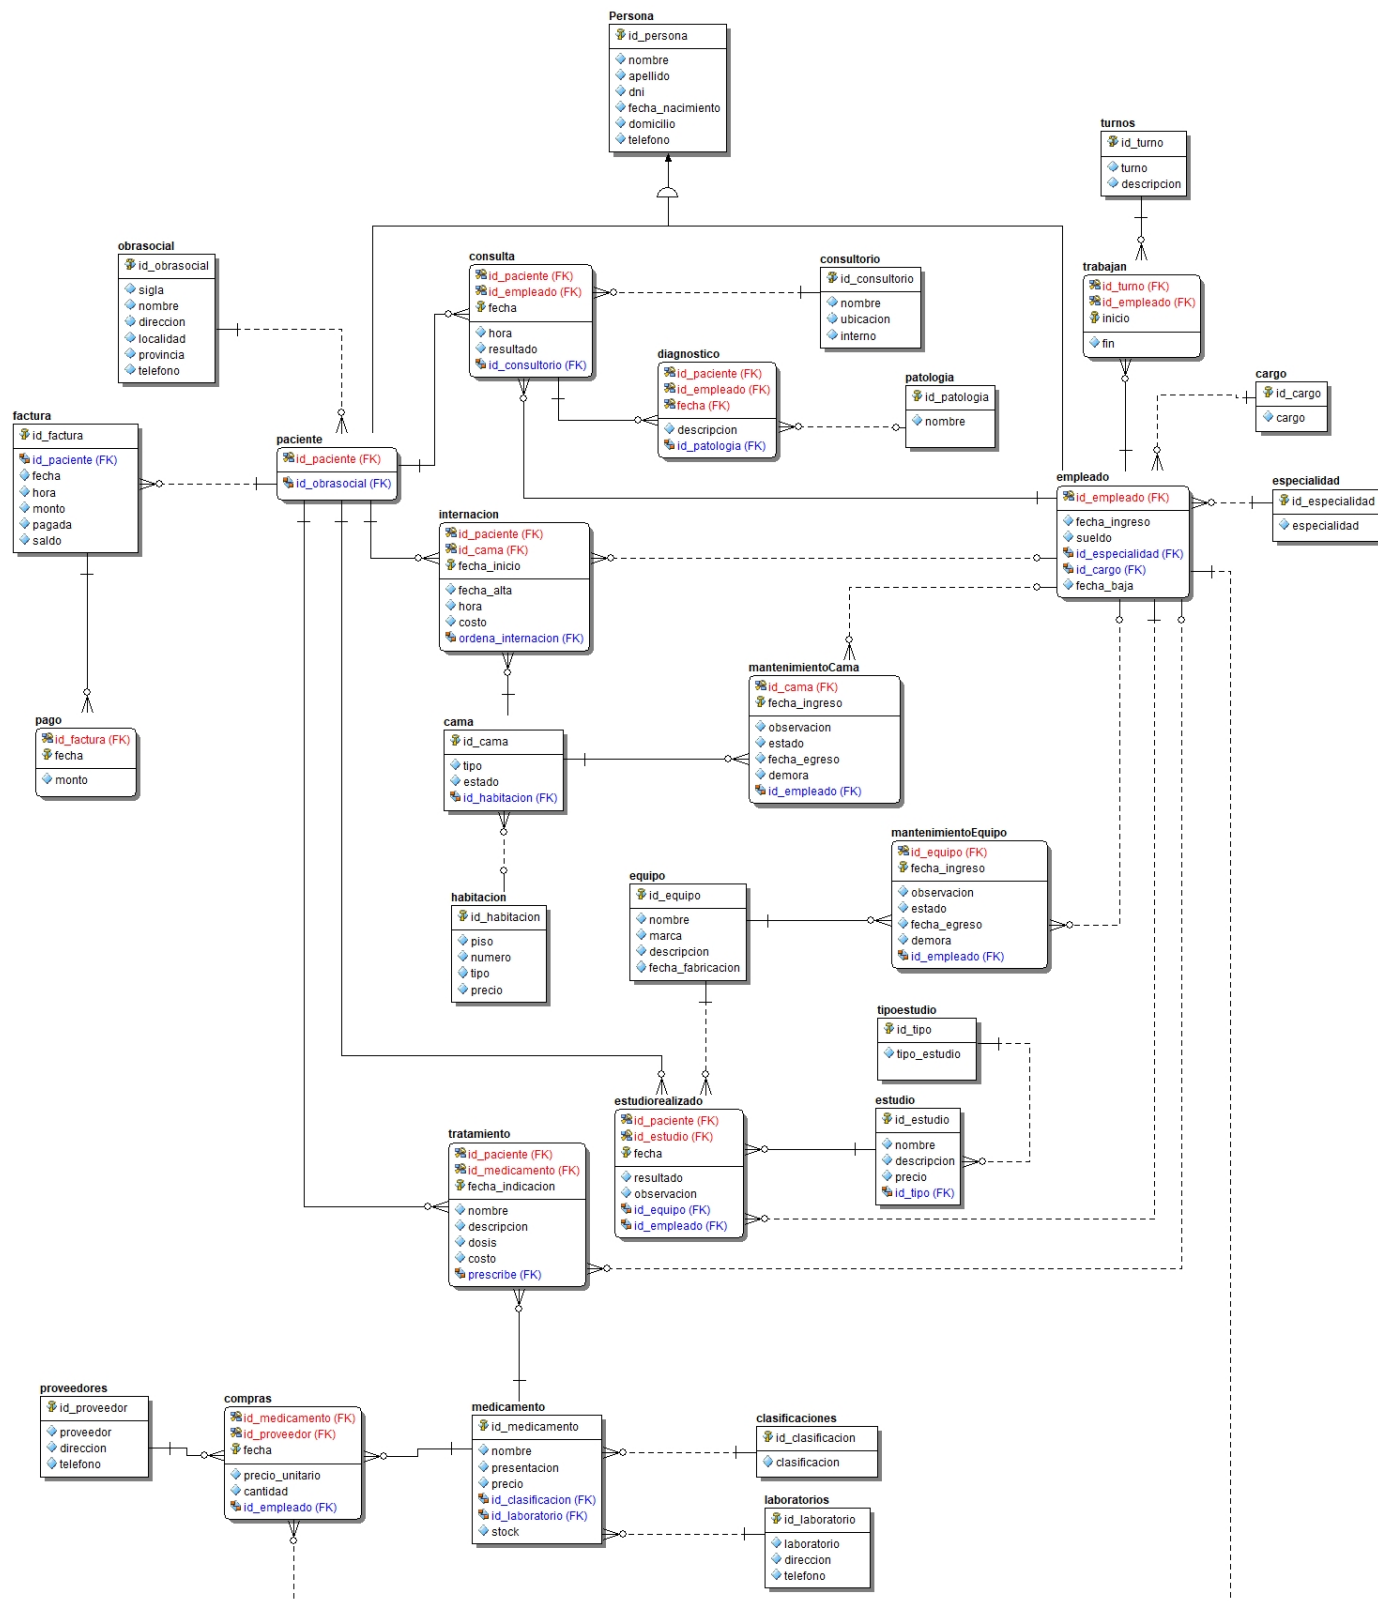 Persona
id_persona
nombre
apellido
dni
fecha_nacimiento
domicilio
telefono
turnos
id_turno
turno
descripcion
obrasocial
id_obrasocial
sigla
nombre
direccion
localidad
provincia
telefono
consulta
id_paciente (FK)
id_empleado (FK)
fecha
hora
resultado
id_consultorio (FK)
consultorio
id_consultorio
nombre
ubicacion
interno
trabajan
id_turno (FK)
id_empleado (FK)
inicio
fin
diagnostico
id_paciente (FK)
id_empleado (FK)
fecha (FK)
descripcion
id_patologia (FK)
patologia
id_patologia
nombre
cargo
id_cargo
cargo
factura
id_factura
id_paciente (FK)
fecha
hora
monto
pagada
saldo
paciente
id_paciente (FK)
id_obrasocial (FK)
empleado
id_empleado (FK)
fecha_ingreso
sueldo
id_especialidad (FK)
id_cargo (FK)
fecha_baja
especialidad
id_especialidad
especialidad
internacion
id_paciente (FK)
id_cama (FK)
fecha_inicio
fecha_alta
hora
costo
ordena_internacion (FK)
mantenimientoCama
id_cama (FK)
fecha_ingreso
observacion
estado
fecha_egreso
demora
id_empleado (FK)
pago
id_factura (FK)
fecha
monto
cama
id_cama
tipo
estado
id_habitacion (FK)
mantenimientoEquipo
id_equipo (FK)
fecha_ingreso
observacion
estado
fecha_egreso
demora
id_empleado (FK)
equipo
id_equipo
nombre
marca
descripcion
fecha_fabricacion
habitacion
id_habitacion
piso
numero
tipo
precio
tipoestudio
id_tipo
tipo_estudio
estudiorealizado
id_paciente (FK)
id_estudio (FK)
fecha
resultado
observacion
id_equipo (FK)
id_empleado (FK)
estudio
id_estudio
nombre
descripcion
precio
id_tipo (FK)
tratamiento
id_paciente (FK)
id_medicamento (FK)
fecha_indicacion
nombre
descripcion
dosis
costo
prescribe (FK)
proveedores
id_proveedor
proveedor
direccion
telefono
compras
id_medicamento (FK)
id_proveedor (FK)
fecha
precio_unitario
cantidad
id_empleado (FK)
medicamento
id_medicamento
nombre
presentacion
precio
id_clasificacion (FK)
id_laboratorio (FK)
stock
clasificaciones
id_clasificacion
clasificacion
laboratorios
id_laboratorio
laboratorio
direccion
telefono